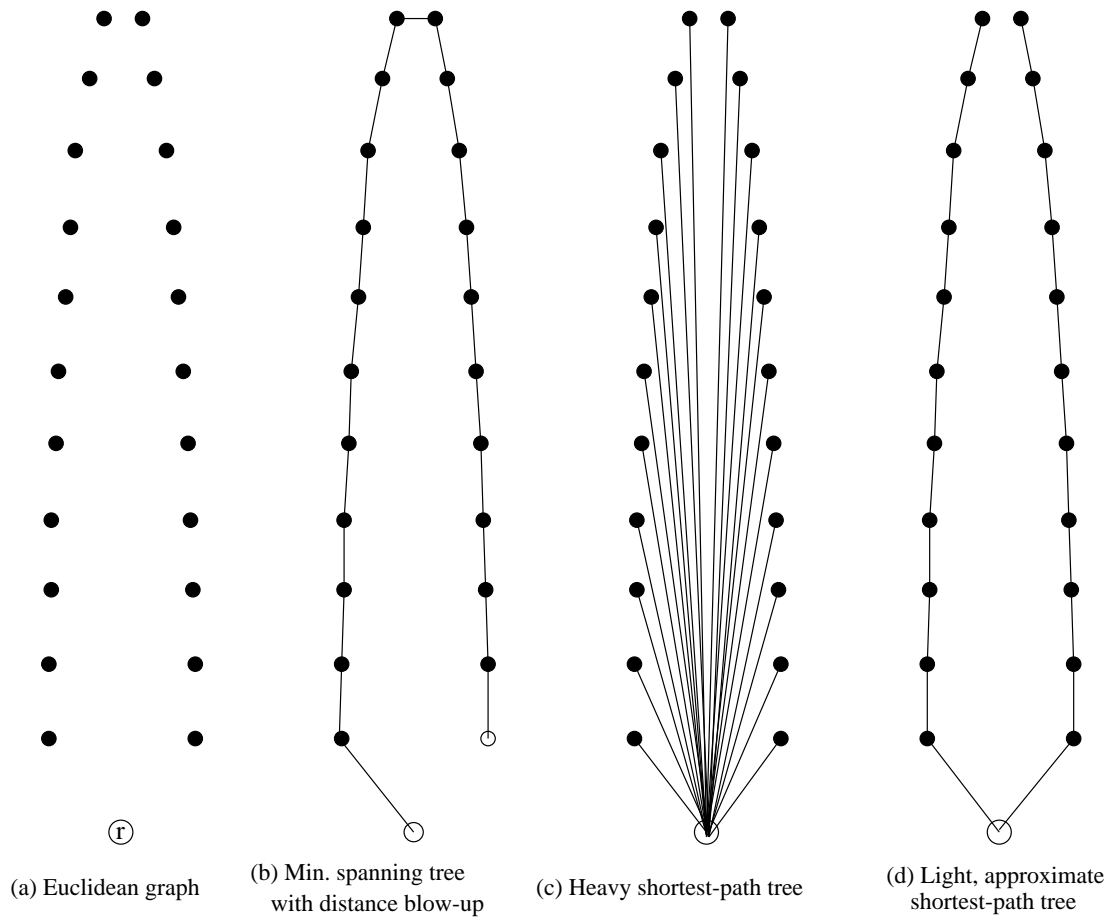 r
(a) Euclidean graph
(b) Min. spanning tree
with distance blow-up
(c) Heavy shortest-path tree
(d) Light, approximate
shortest-path tree